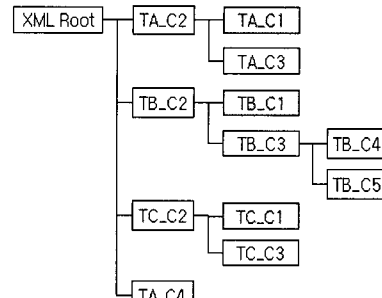 XML Root
TA_C2
TA_C1
TA_C3
TB_C2
TB_C1
TB_C3
TB_C4
TB_C5
TC_C2
TC_C1
TC_C3
TA_C4